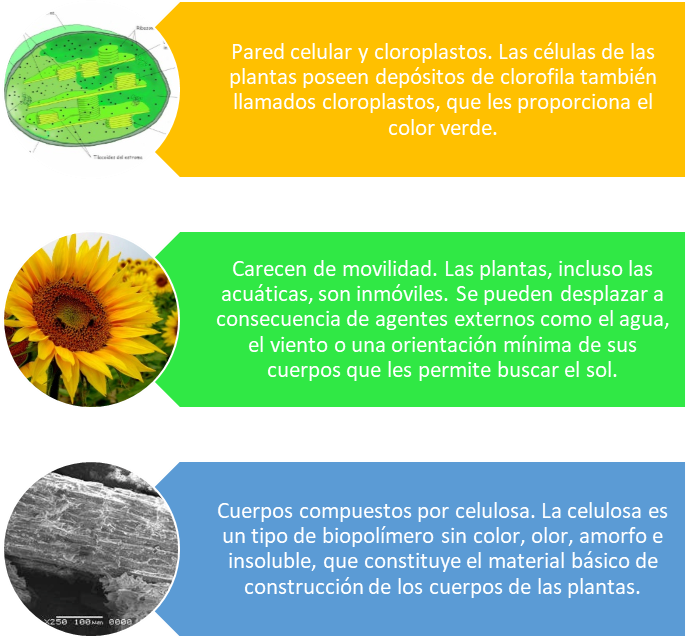 Ribosom
Tilacoides del estroma
Pared celular y cloroplastos. Las células de las
plantas poseen depósitos de clorofila también
llamados cloroplastos, que les proporciona el
color verde.
Carecen de movilidad. Las plantas, incluso las
acuáticas, son inmóviles. Se pueden desplazar a
consecuencia de agentes externos como el agua,
el viento o una orientación mínima de sus
cuerpos que les permite buscar el sol.
Cuerpos compuestos por celulosa. La celulosa es
un tipo de biopolímero sin color, olor, amorfo e
insoluble, que constituye el material básico de
construcción de los cuerpos de las plantas.
X250 100µm 0000